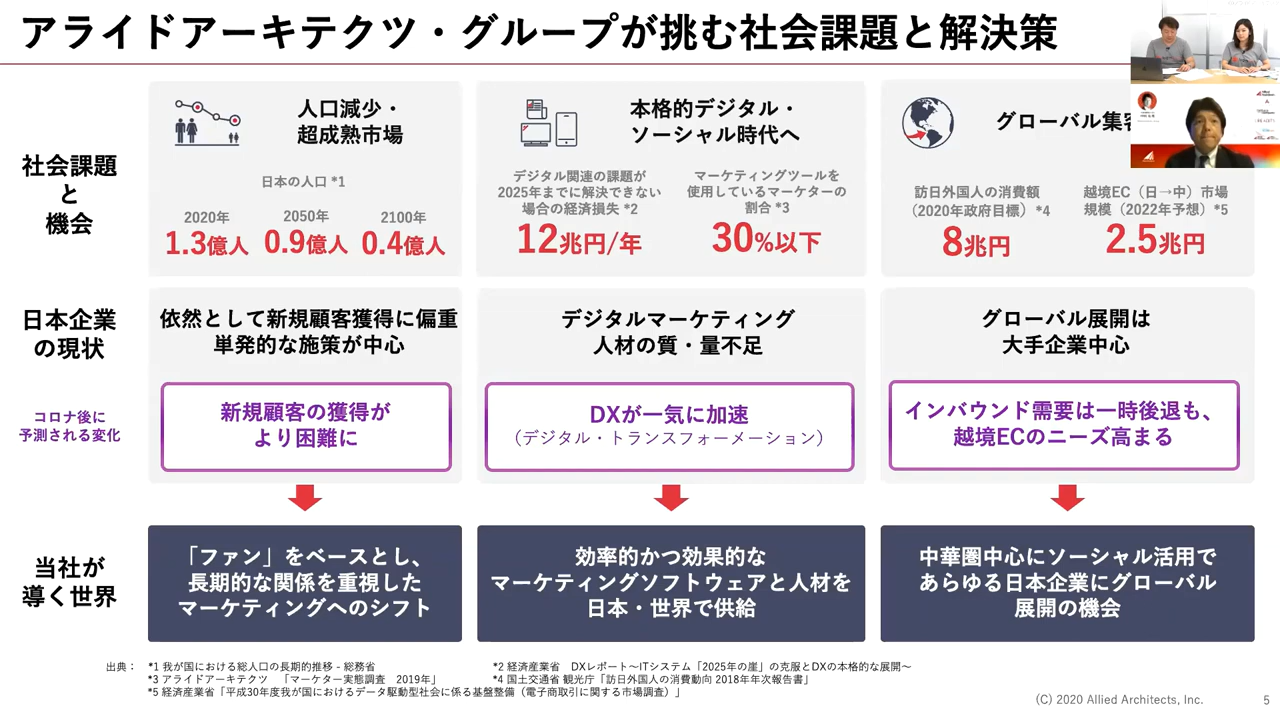 アライドアーキテクツ・グループが挑む社会課題と解決策
社会課題
と
機会
人口減少・
超成熟市場
日本の人口 *1
2020年
1.3億人
2050年
0.9億人
2100年
0.4億人
本格的デジタル・
ソーシャル時代へ
デジタル関連の課題が
2025年までに解決できない
場合の経済損失 *2
12兆円/年
マーケティングツールを
使用しているマーケターの
割合 *3
30%以下
グローバル集
訪日外国人の消費額
（2020年政府目標）*4
8兆円
越境EC（日→中）市場
規模（2022年予想）*5
2.5兆円
日本企業
の現状
依然として新規顧客獲得に偏重
単発的な施策が中心
デジタルマーケティング
人材の質・量不足
グローバル展開は
大手企業中心
コロナ後に
予測される変化
新規顧客の獲得が
より困難に
DXが一気に加速
（デジタル・トランスフォーメーション）
インバウンド需要は一時後退も、
越境ECのニーズ高まる
当社が
導く世界
「ファン」をベースとし、
長期的な関係を重視した
マーケティングへのシフト
効率的かつ効果的な
マーケティングソフトウェアと人材を
日本・世界で供給
中華圏中心にソーシャル活用で
あらゆる日本企業にグローバル
展開の機会
出典： *1 我が国における総人口の長期的推移 - 総務省
*2 経済産業省 DXレポート～ITシステム「2025年の崖」の克服とDXの本格的な展開～
*3 アライドアーキテクツ 「マーケター実態調査 2019年」
*4 国土交通省 観光庁「訪日外国人の消費動向 2018年年次報告書」
*5 経済産業省「平成30年度我が国におけるデータ駆動型社会に係る基盤整備（電子商取引に関する市場調査）」
(C) 2020 Allied Architects, Inc.
5